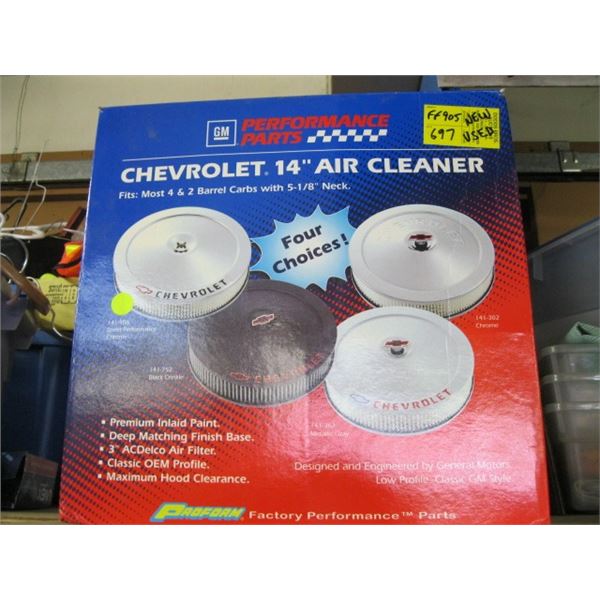 GM
PERFORMANCE
PARTS
FF905
697
NEW
USED
CHEVROLET 14" AIR CLEANER
Fits: Most 4 & 2 Barrel Carbs with 5-1/8" Neck.
Four
Choices!
CHEVROLET
CHEVROLET
CHEVROLET
CHEVROLET
141-302
Chrome
141-752
Black Crinkle
• Premium Inlaid Paint.
• Deep Matching Finish Base.
• 3" ACDelco Air Filter.
• Classic OEM Profile.
• Maximum Hood Clearance.
Designed and Engineered by General Motors.
Low Profile - Classic GM Style
PROFORM Factory Performance™ Parts